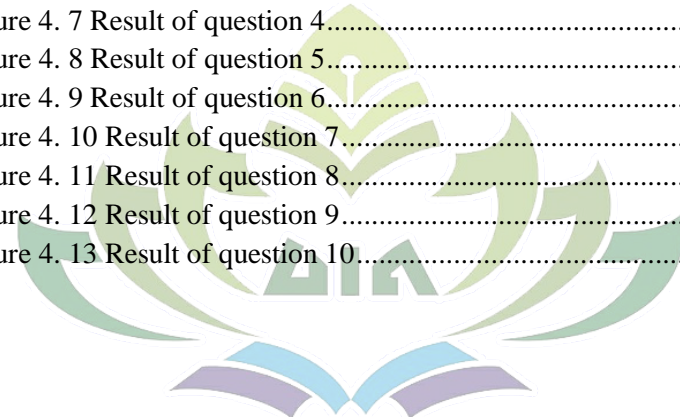 ure 4. 7 Result of question 4..................................................
ure 4. 8 Result of question 5..................................................
ure 4. 9 Result of question 6..................................................
ure 4. 10 Result of question 7................................................
ure 4. 11 Result of question 8................................................
ure 4. 12 Result of question 9................................................
ure 4. 13 Result of question 10..............................................